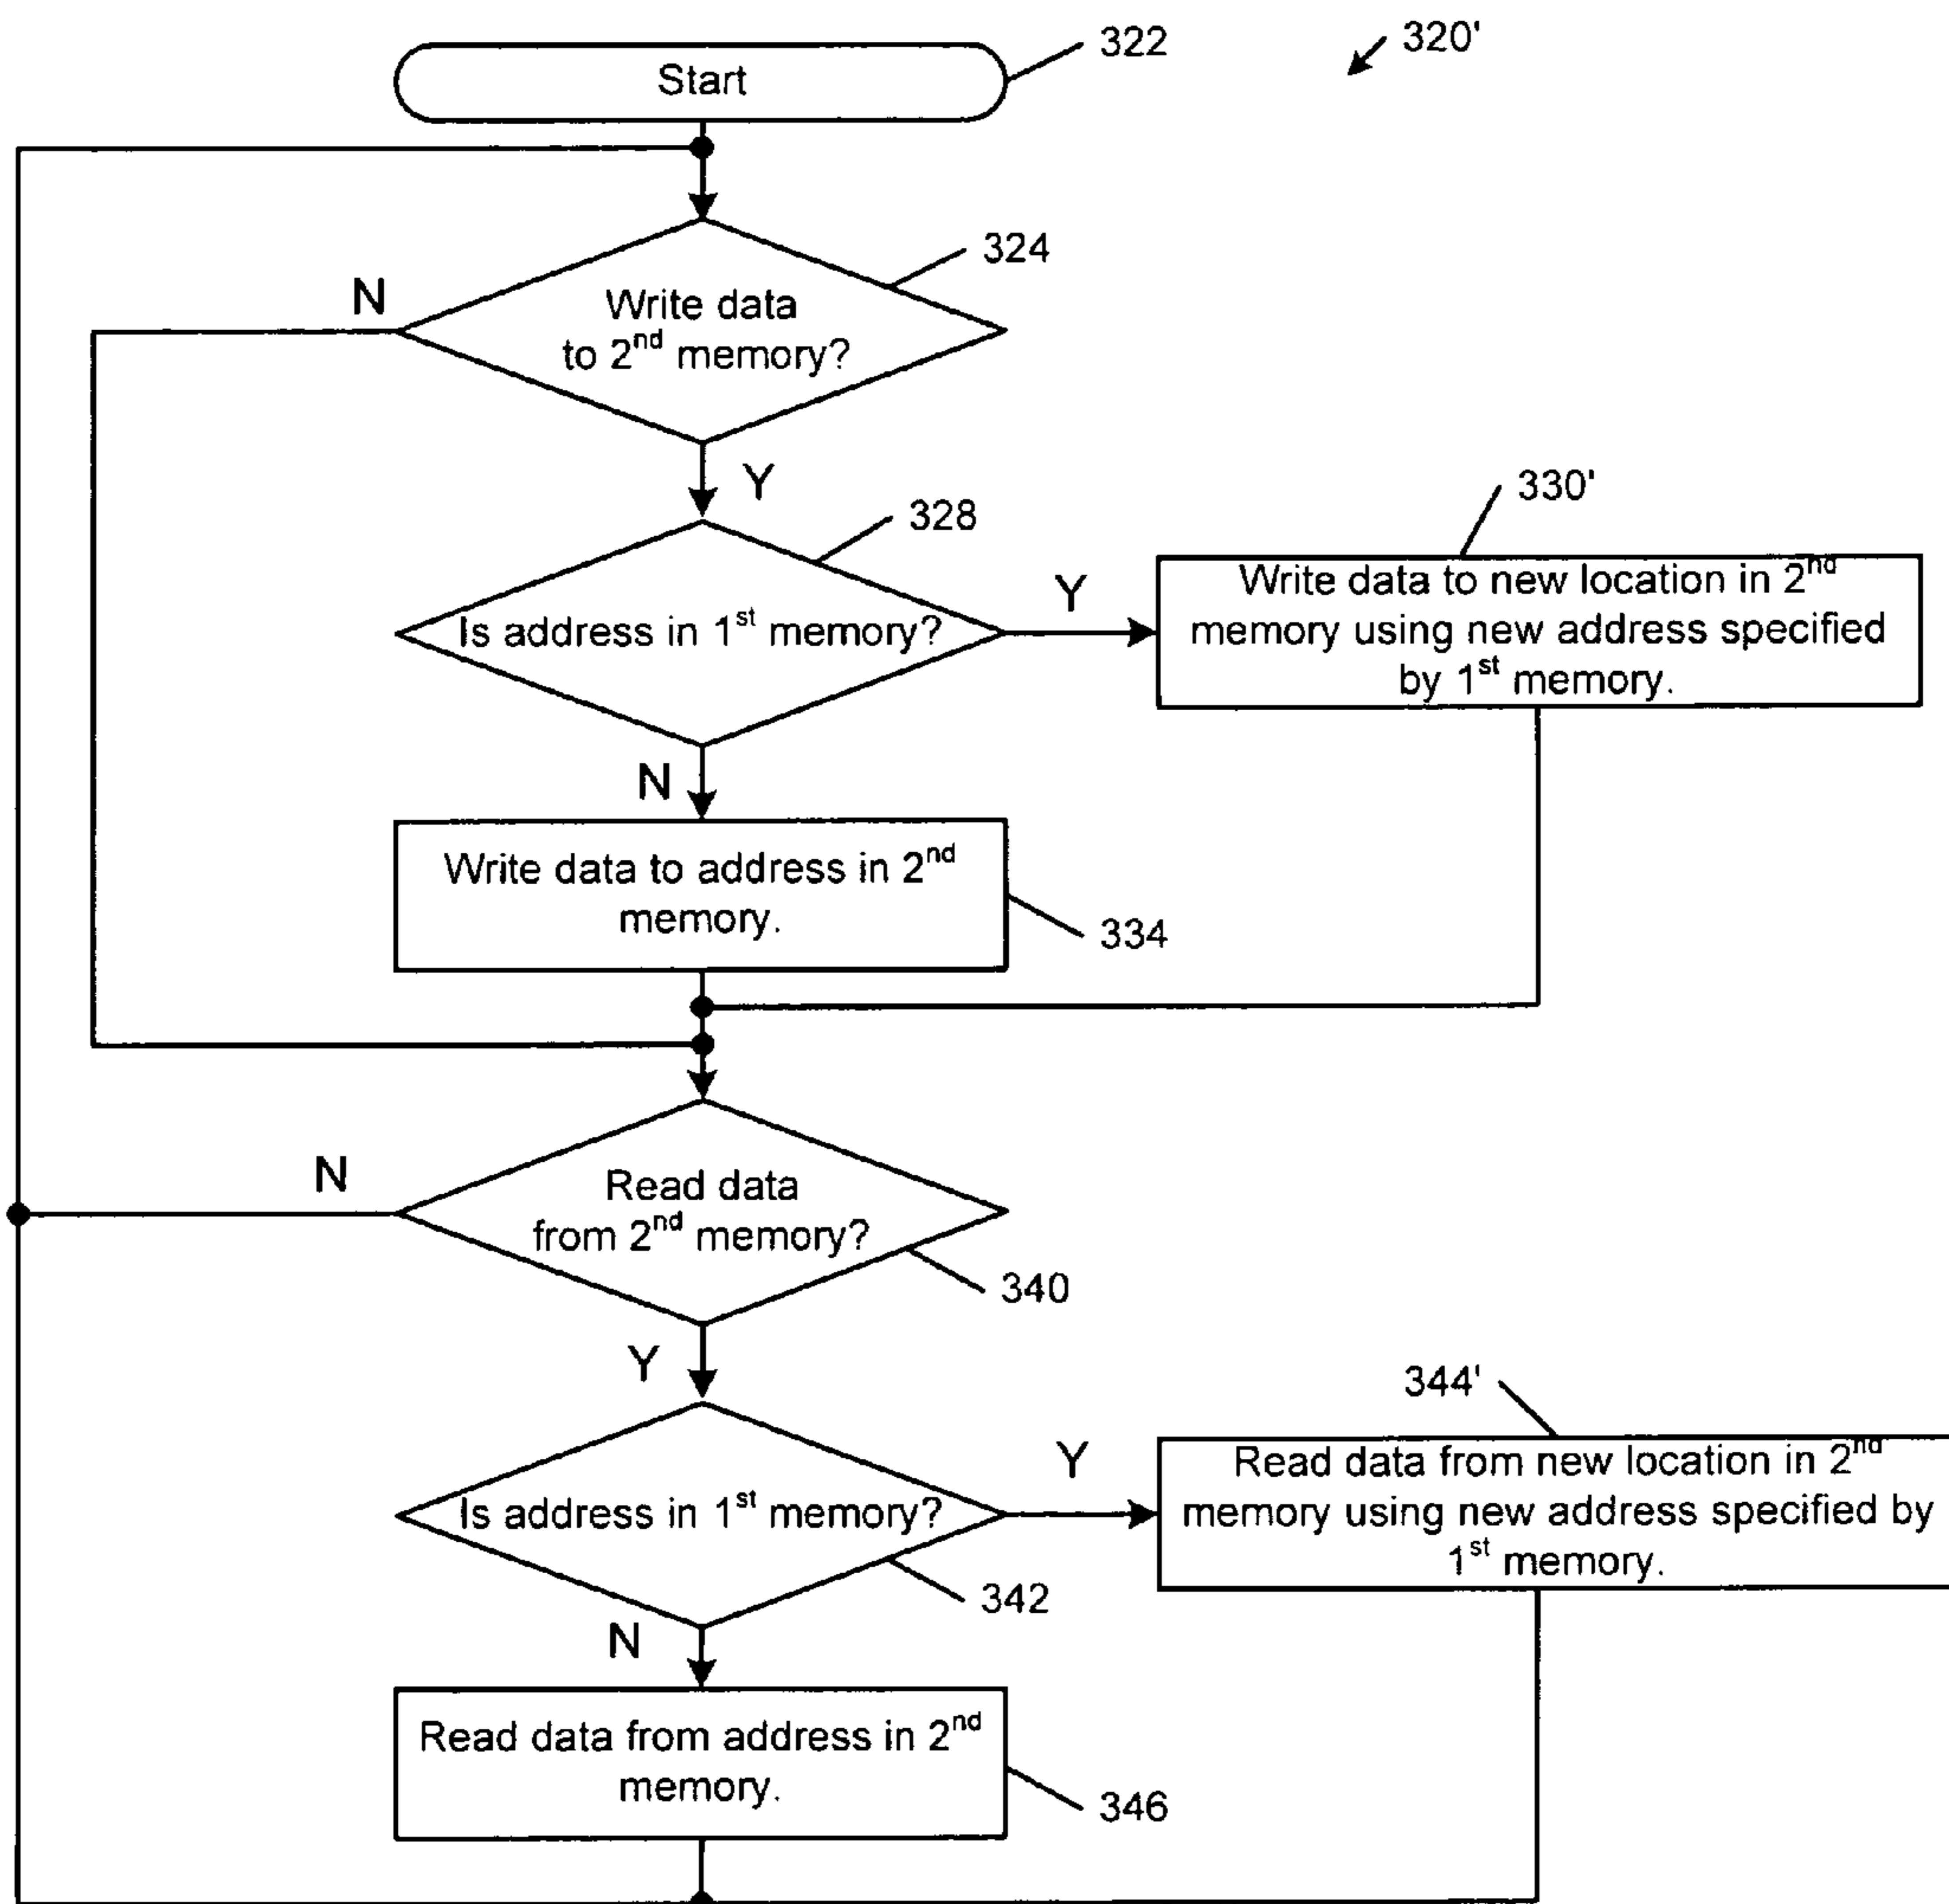 322
320'
Start
324
N
Write data
to 2nd memory?
Y
328
330'
Is address in 1st memory?
Y
Write data to new location in 2nd
memory using new address specified
by 1st memory.
N
Write data to address in 2nd
memory.
334
N
Read data
from 2nd memory?
340
Y
344'
Is address in 1st memory?
Y
Read data from new location in 2nd
memory using new address specified by
1st memory.
342
N
Read data from address in 2nd
memory.
346